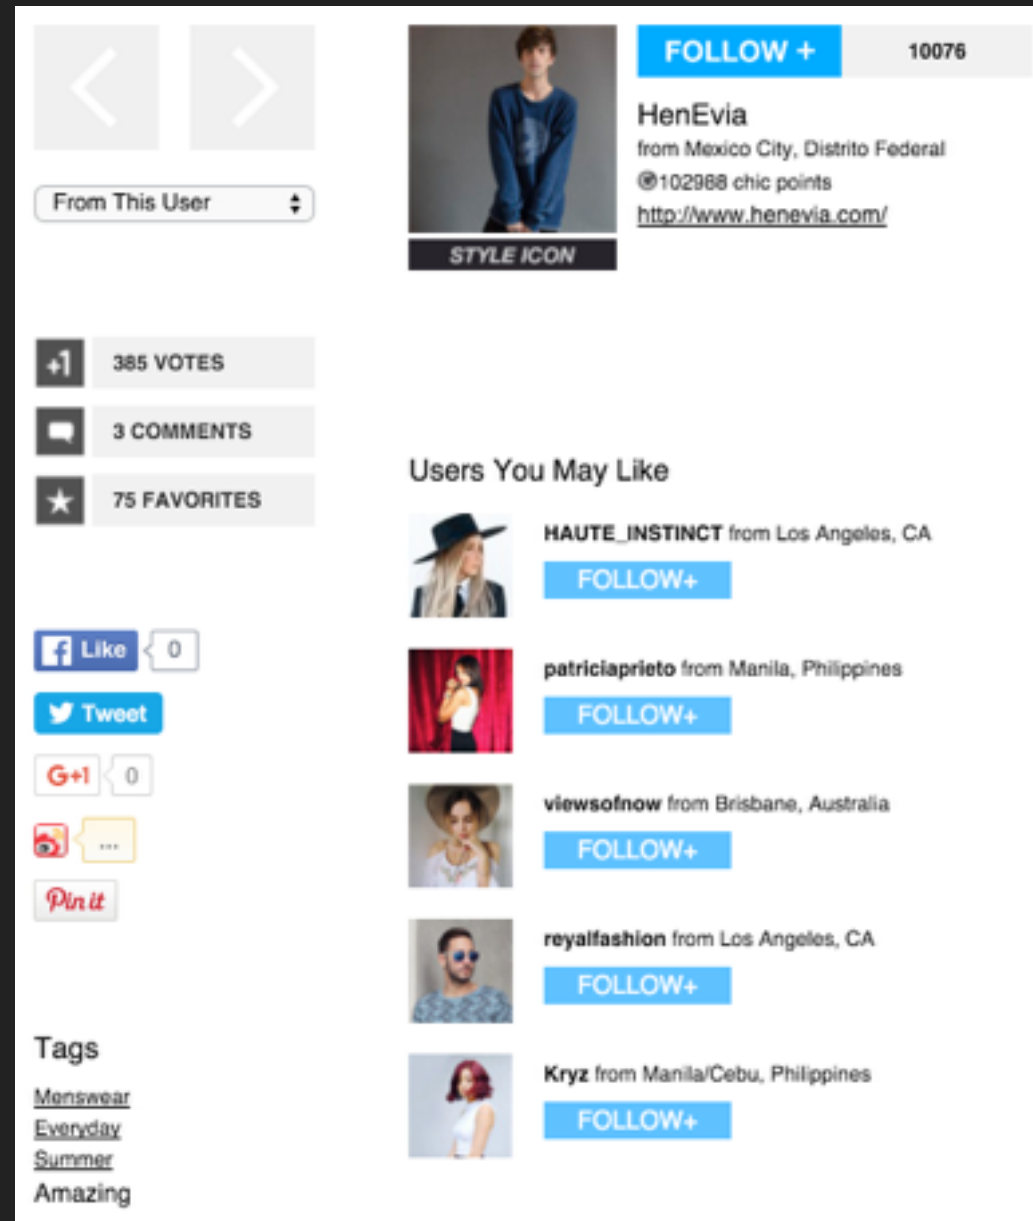 From This User
385 VOTES
3 COMMENTS
75 FAVORITES
Like 0
Tweet
G+1 0
...
Pin it
Tags
Menswear
Everyday
Summer
Amazing
STYLE ICON
FOLLOW + 10076
HenEvia
from Mexico City, Distrito Federal
102988 chic points
http://www.henevia.com/
Users You May Like
HAUTE_INSTINCT from Los Angeles, CA
FOLLOW+
patriciaprieto from Manila, Philippines
FOLLOW+
viewsofnow from Brisbane, Australia
FOLLOW+
reyalfashion from Los Angeles, CA
FOLLOW+
Kryz from Manila/Cebu, Philippines
FOLLOW+